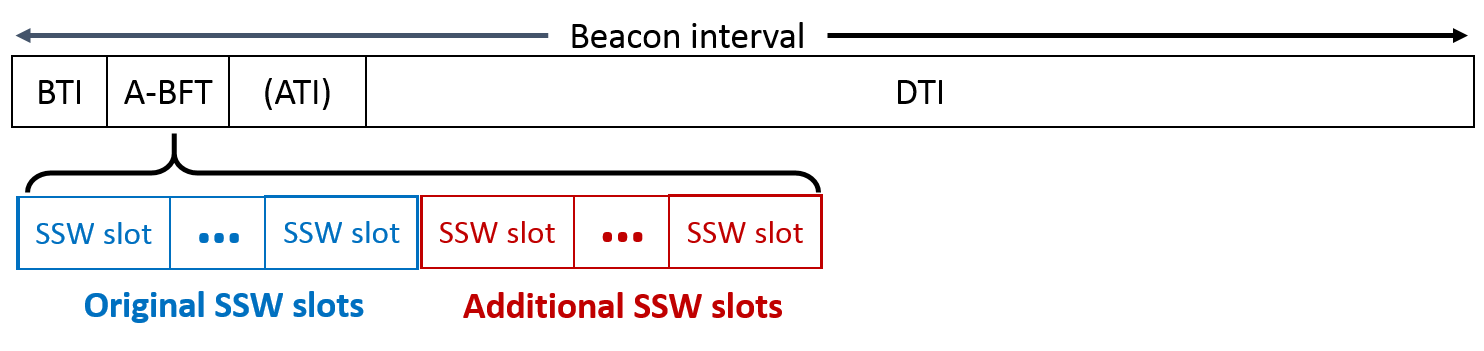 Beacon interval
BTI A-BFT (ATI) DTI
SSW slot ... SSW slot SSW slot ... SSW slot
Original SSW slots Additional SSW slots